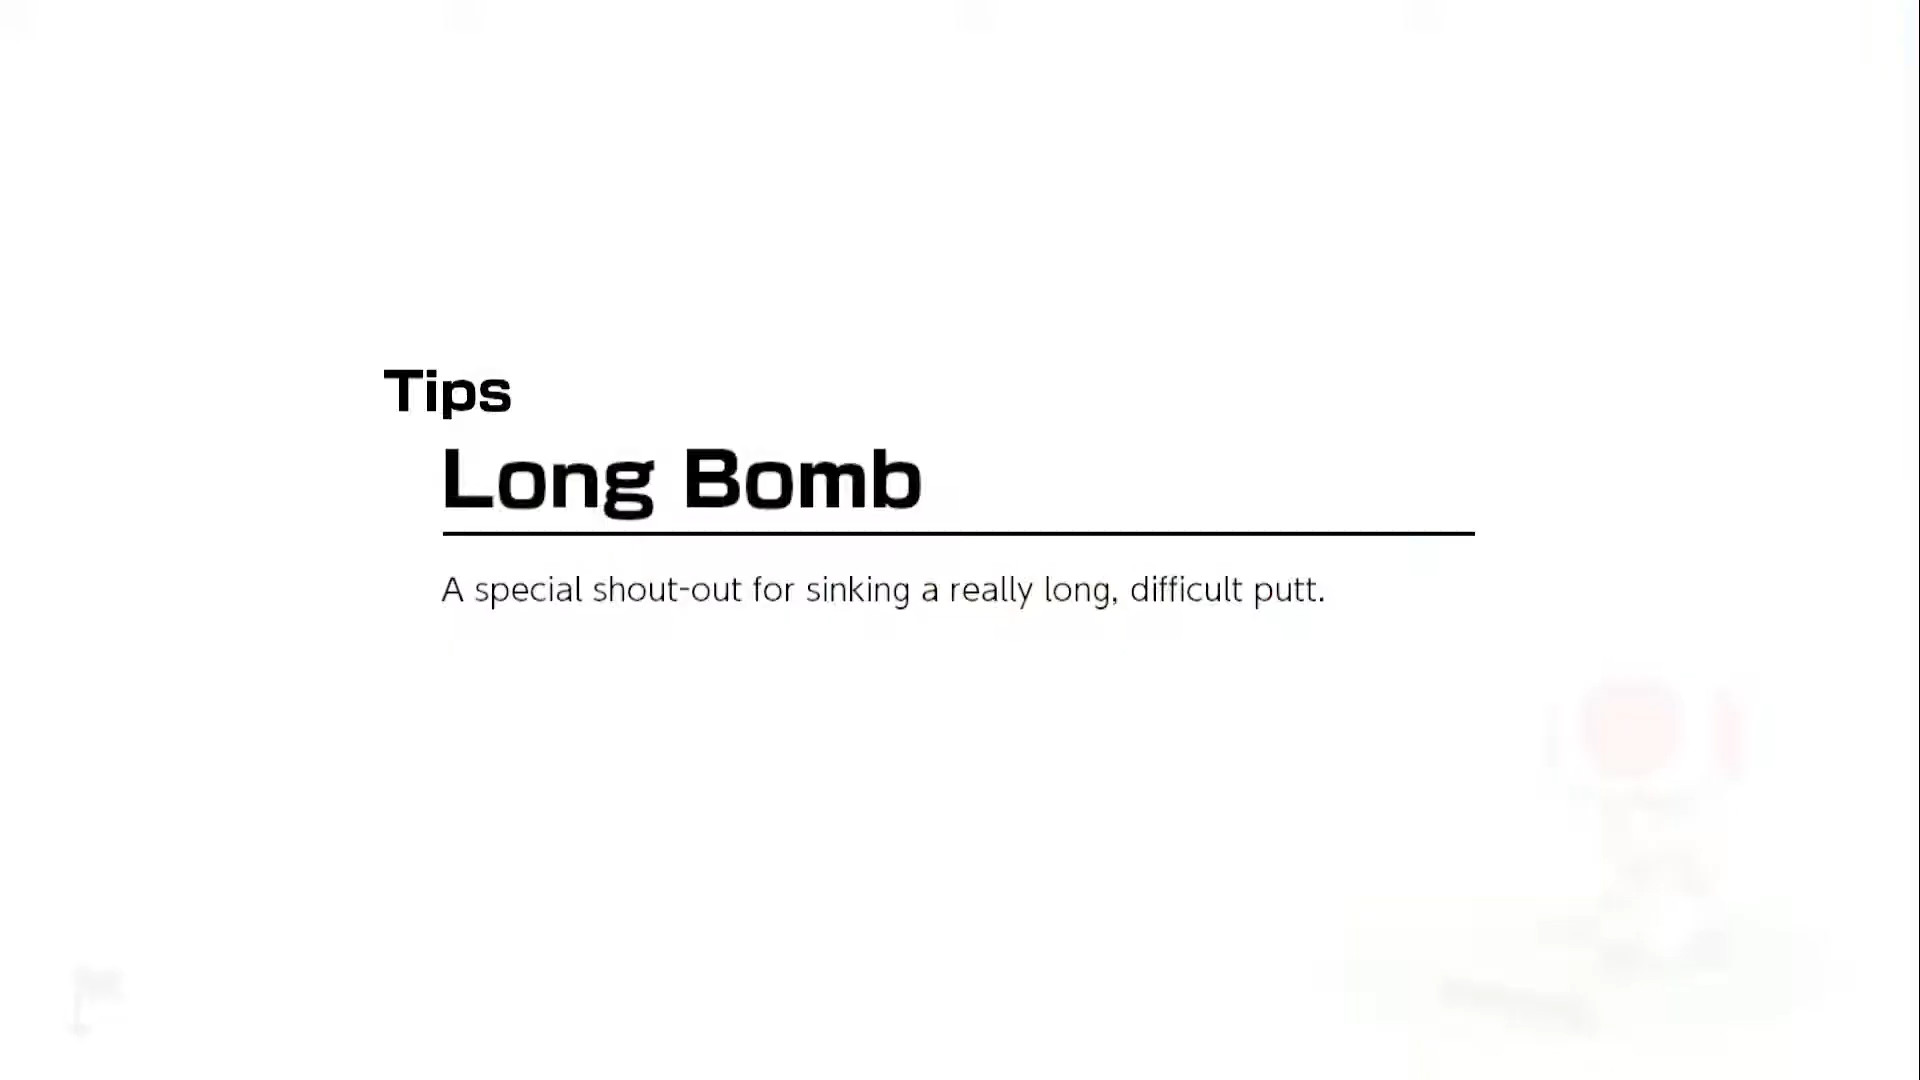 Tips
Long Bomb
A special shout-out for sinking a really long, difficult putt.